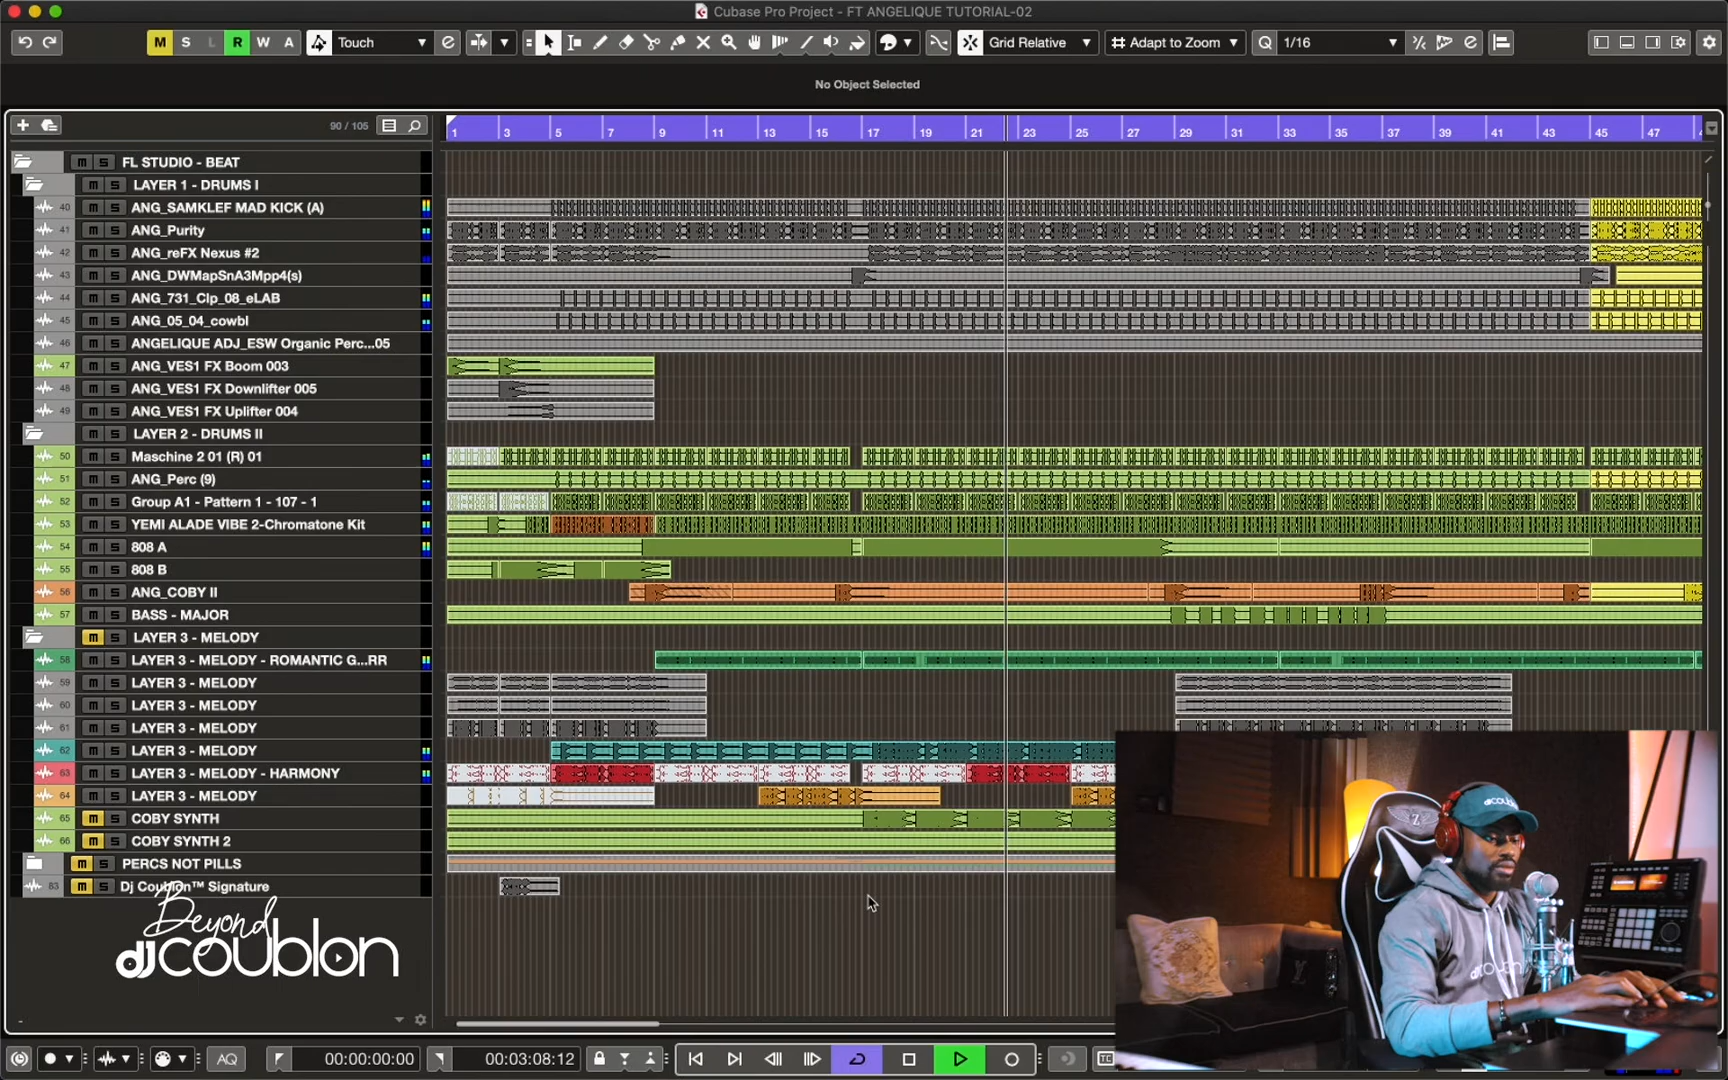 Cubase Pro Project - FT ANGELIQUE TUTORIAL-02
M S L R W A Touch Grid Relative Adapt to Zoom Q 1/16
No Object Selected
90 / 105
1 3 5 7 9 11 13 15 17 19 21 23 25 27 29 31 33 35 37 39 41 43 45 47
m S FL STUDIO - BEAT
m S LAYER 1 - DRUMS I
40 m S ANG_SAMKLEF MAD KICK (A)
41 m S ANG_Purity
42 m S ANG_reFX Nexus #2
43 m S ANG_DWMapSnA3Mpp4(s)
44 m S ANG_731_Clp_08_eLAB
45 m S ANG_05_04_cowbl
46 m S ANGELIQUE ADJ_ESW Organic Perc...05
47 m S ANG_VES1 FX Boom 003
48 m S ANG_VES1 FX Downlifter 005
49 m S ANG_VES1 FX Uplifter 004
m S LAYER 2 - DRUMS II
50 m S Maschine 2 01 (R) 01
51 m S ANG_Perc (9)
52 m S Group A1 - Pattern 1 - 107 - 1
53 m S YEMI ALADE VIBE 2-Chromatone Kit
54 m S 808 A
55 m S 808 B
56 m S ANG_COBY II
57 m S BASS - MAJOR
m S LAYER 3 - MELODY
58 m S LAYER 3 - MELODY - ROMANTIC G...RR
59 m S LAYER 3 - MELODY
60 m S LAYER 3 - MELODY
61 m S LAYER 3 - MELODY
62 m S LAYER 3 - MELODY
63 m S LAYER 3 - MELODY - HARMONY
64 m S LAYER 3 - MELODY
65 m S COBY SYNTH
66 m S COBY SYNTH 2
m S PERCS NOT PILLS
83 m S Dj Coublon™ Signature
Beyond
djcoublon
AQ 00:00:00:00 00:03:08:12 TC